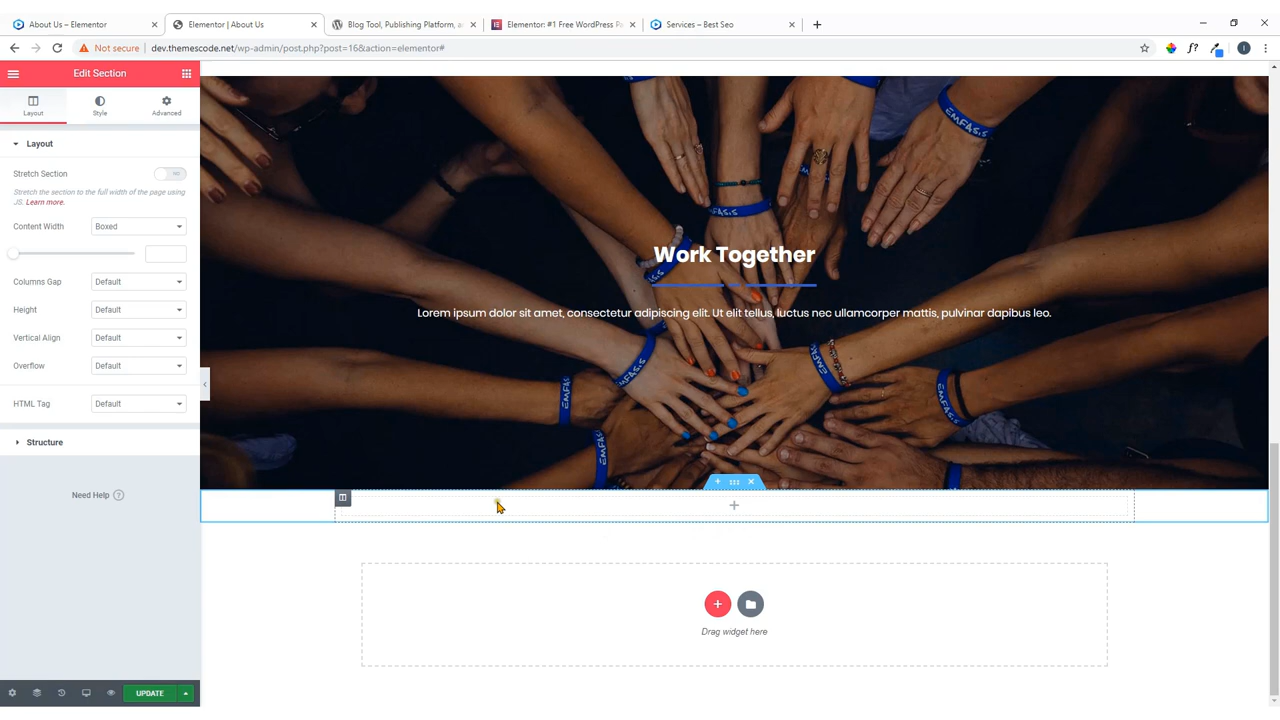 About Us – Elementor
Elementor | About Us
Blog Tool, Publishing Platform, a
Elementor: #1 Free WordPress P
Services – Best Seo
Not secure
dev.themescode.net/wp-admin/post.php?post=16&action=elementor#
f?
I
Edit Section
Layout
Style
Advanced
Layout
Stretch Section
NO
Stretch the section to the full width of the page using
JS. Learn more.
Content Width
Boxed
Columns Gap
Default
Height
Default
Vertical Align
Default
Overflow
Default
HTML Tag
Default
Structure
Need Help ?
UPDATE
EMFASIS
Work Together
Lorem ipsum dolor sit amet, consectetur adipiscing elit. Ut elit tellus, luctus nec ullamcorper mattis, pulvinar dapibus leo.
EMFASIS
EMFASIS
EMFASIS
EMFASIS
Drag widget here